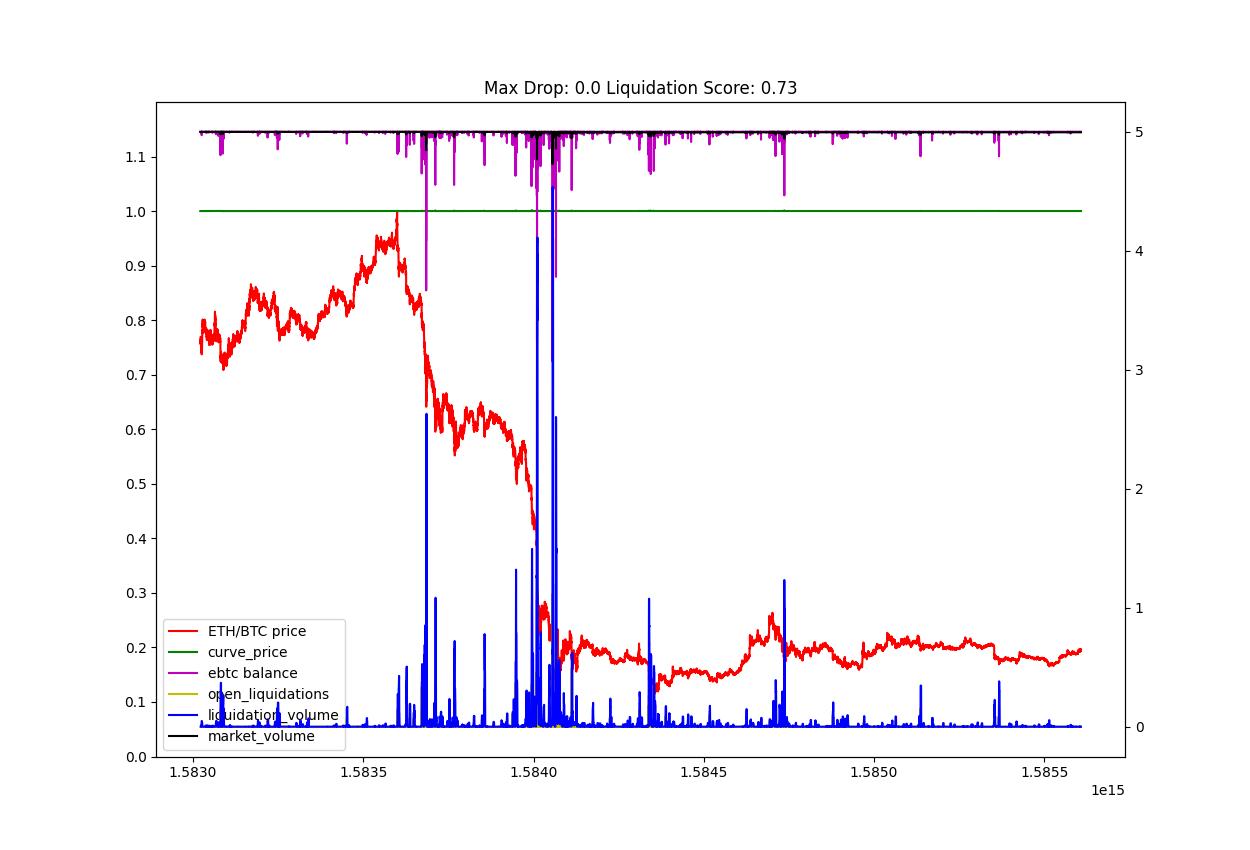 Max Drop: 0.0 Liquidation Score: 0.73
1.1
1.0
0.9
0.8
0.7
0.6
0.5
0.4
0.3
0.2
0.1
0.0
5
4
3
2
1
0
ETH/BTC price
curve_price
ebtc balance
open_liquidations
liquidation_volume
market_volume
1.5830 1.5835 1.5840 1.5845 1.5850 1.5855
1e15